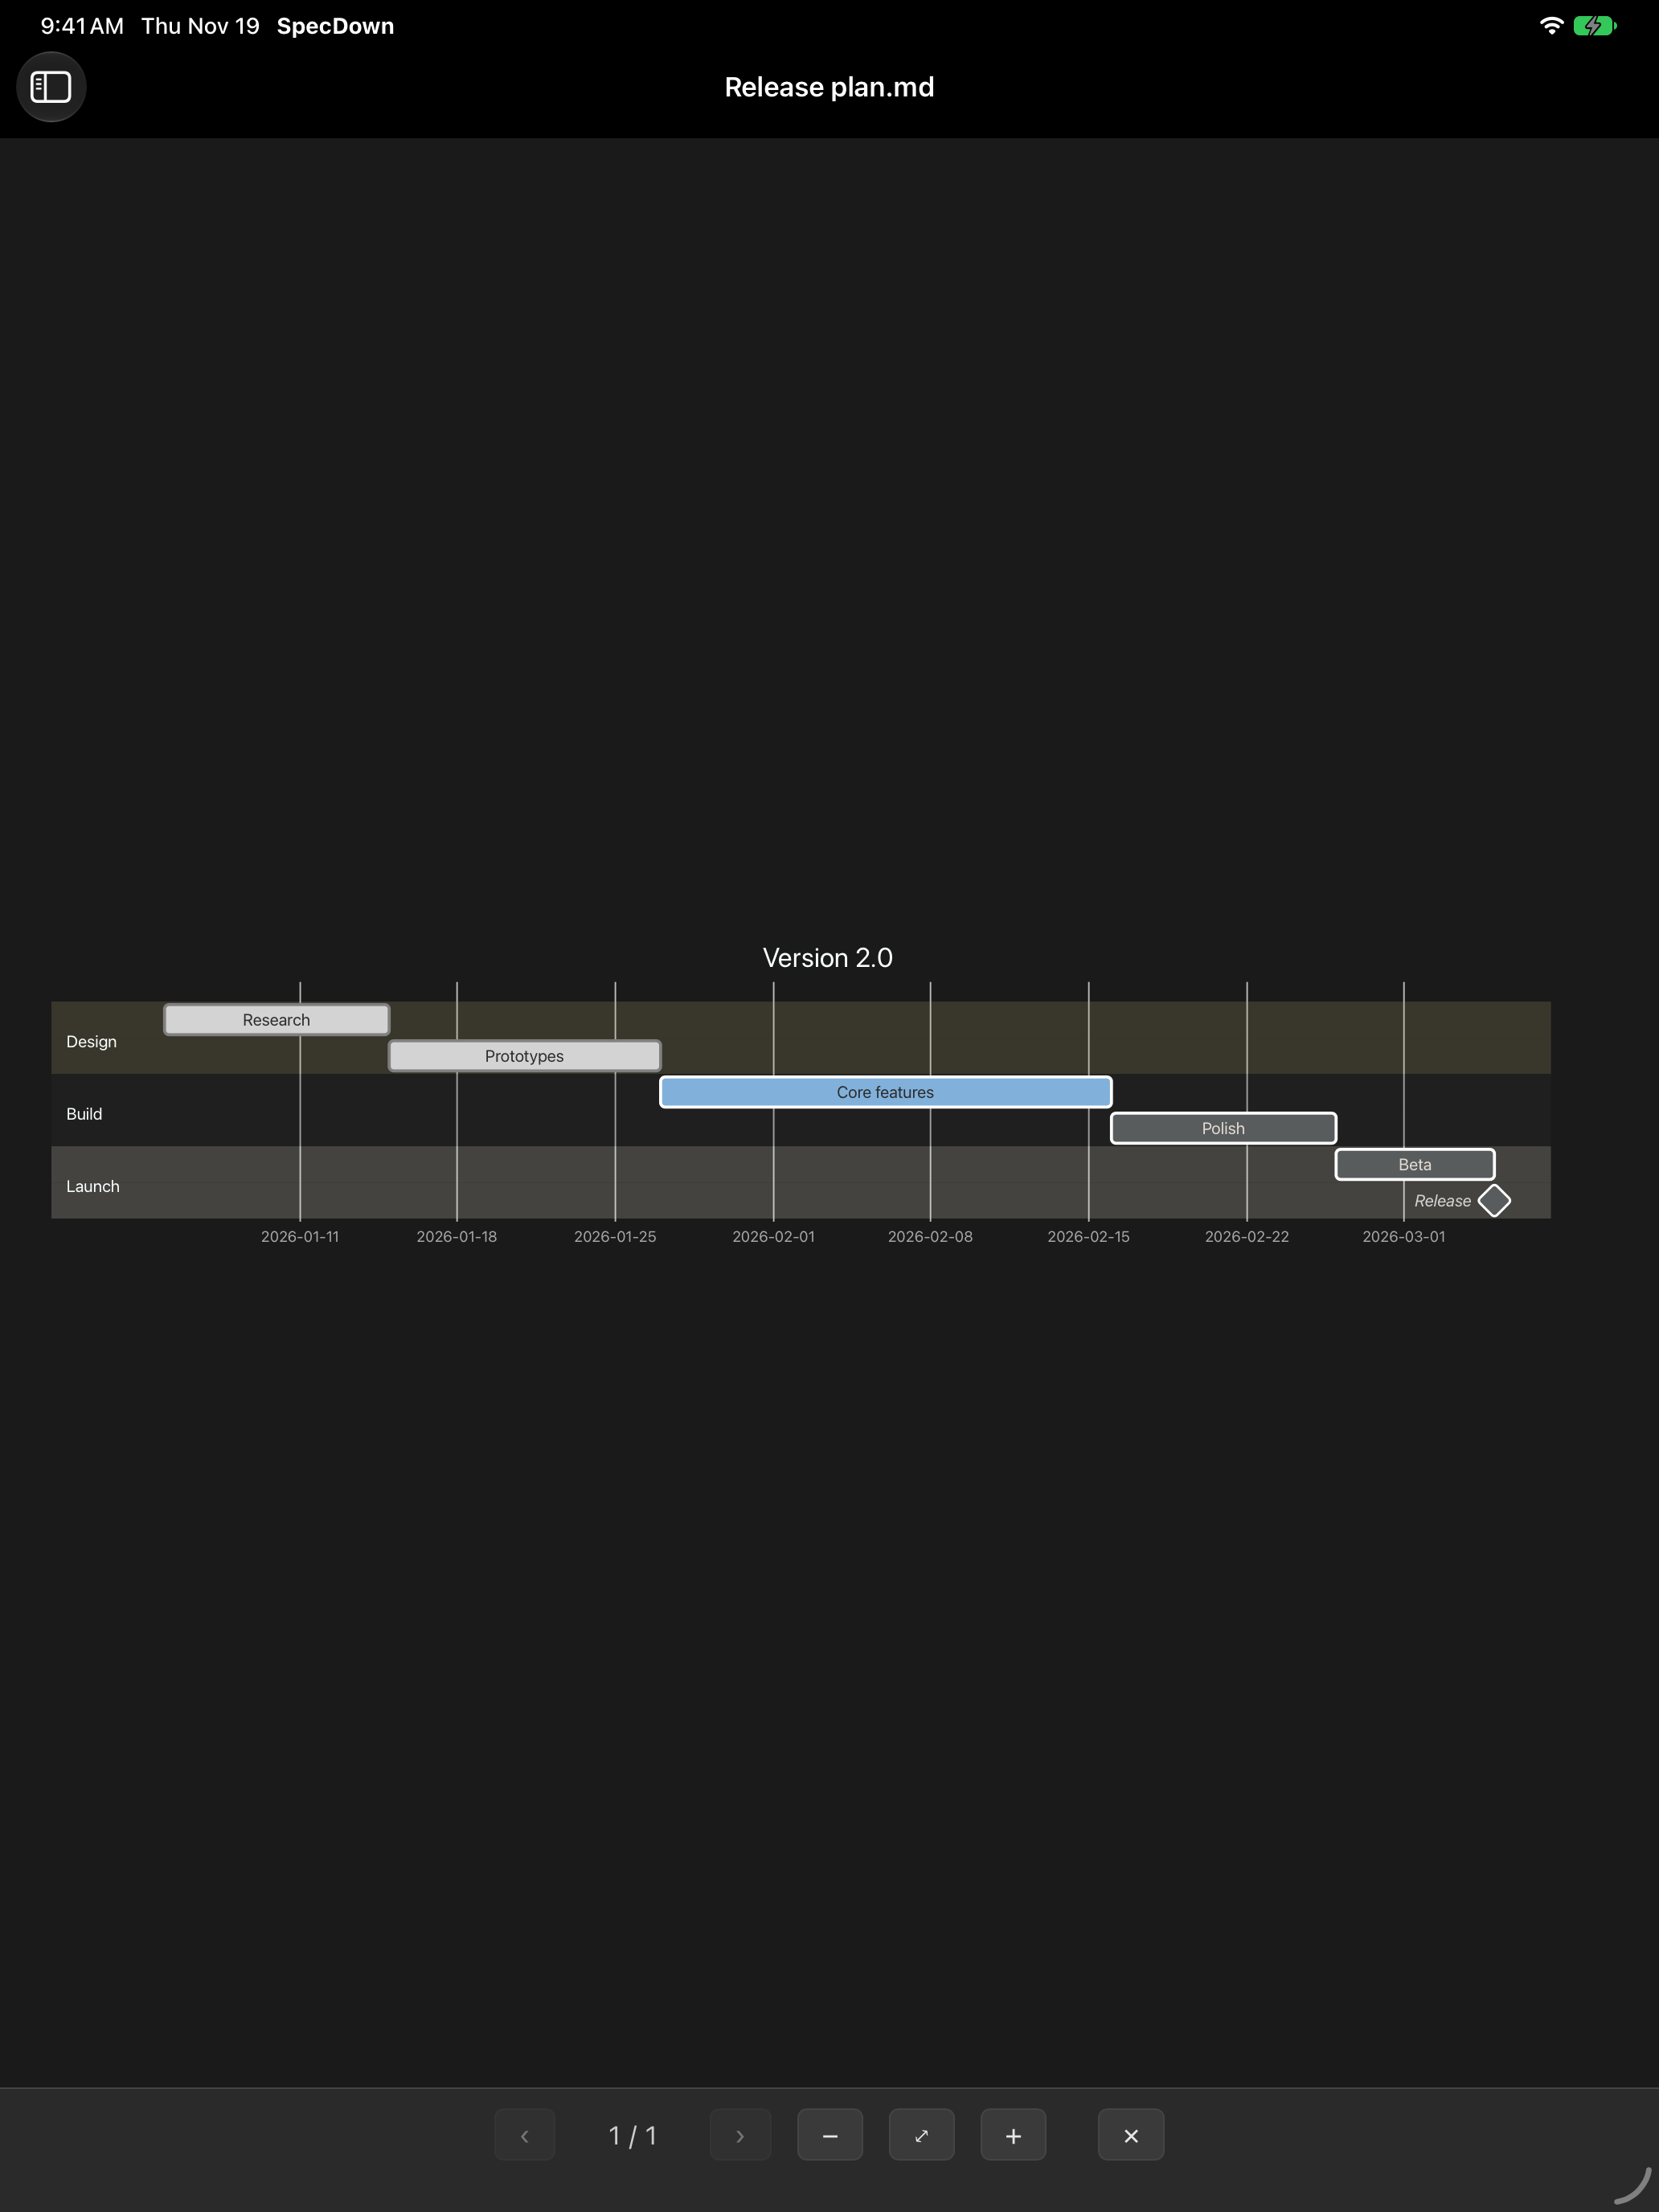 9:41 AM Thu Nov 19 SpecDown
Release plan.md
Version 2.0
Research
Design
Prototypes
Core features
Build
Polish
Beta
Launch
Release
2026-01-11 2026-01-18 2026-01-25 2026-02-01 2026-02-08 2026-02-15 2026-02-22 2026-03-01
1 / 1